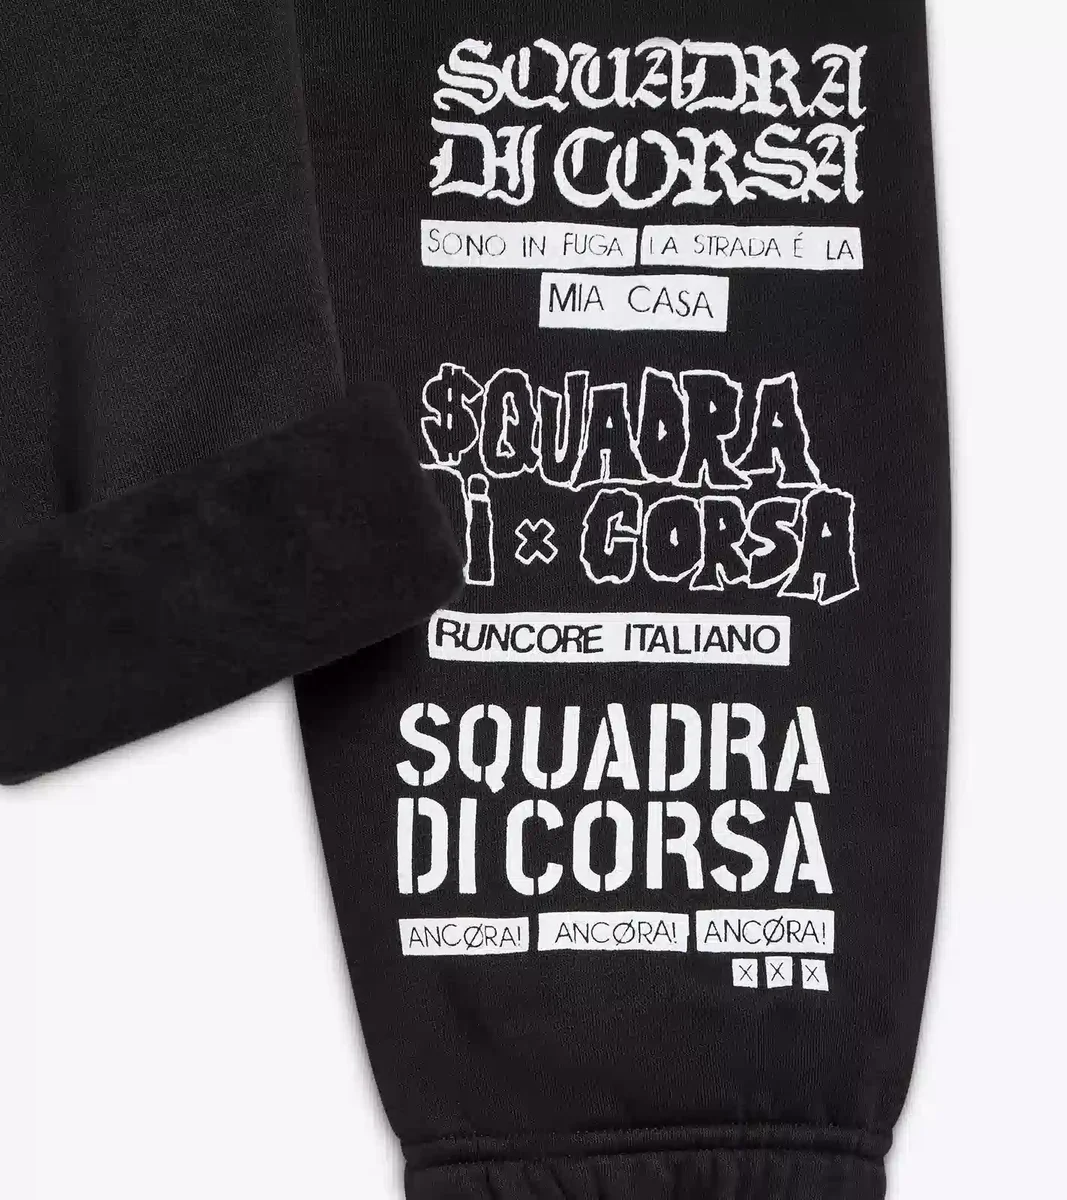 SQUADRA
DI CORSA
SONO IN FUGA LA STRADA É LA
MIA CASA
$QUADRA
i × CORSA
RUNCORE ITALIANO
SQUADRA
DI CORSA
ANCØRA! ANCØRA! ANCØRA!
X X X